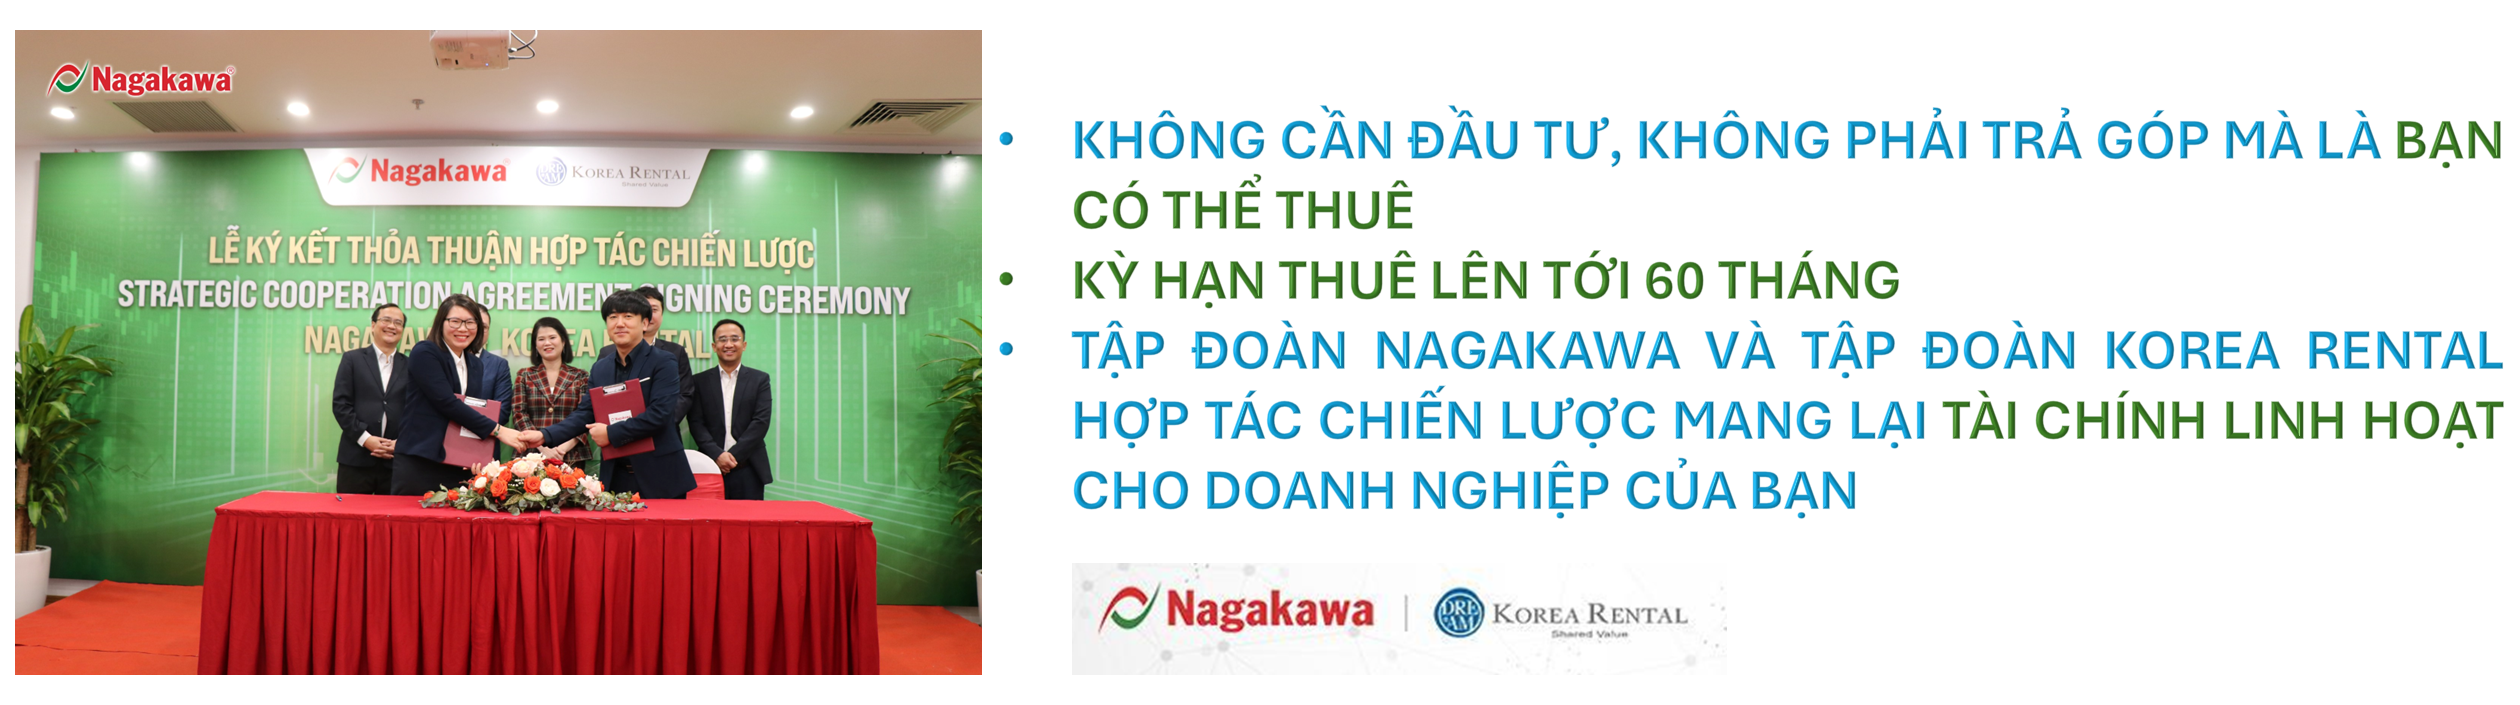 Nagakawa
Nagakawa KOREA RENTAL
Shared Value
LỄ KÝ KẾT THỎA THUẬN HỢP TÁC CHIẾN LƯỢC
STRATEGIC COOPERATION AGREEMENT SIGNING CEREMONY
• KHÔNG CẦN ĐẦU TƯ, KHÔNG PHẢI TRẢ GÓP MÀ LÀ BẠN
CÓ THỂ THUÊ
• KỲ HẠN THUÊ LÊN TỚI 60 THÁNG
• TẬP ĐOÀN NAGAKAWA VÀ TẬP ĐOÀN KOREA RENTAL
HỢP TÁC CHIẾN LƯỢC MANG LẠI TÀI CHÍNH LINH HOẠT
CHO DOANH NGHIỆP CỦA BẠN
Nagakawa | DREAM KOREA RENTAL
Shared Value